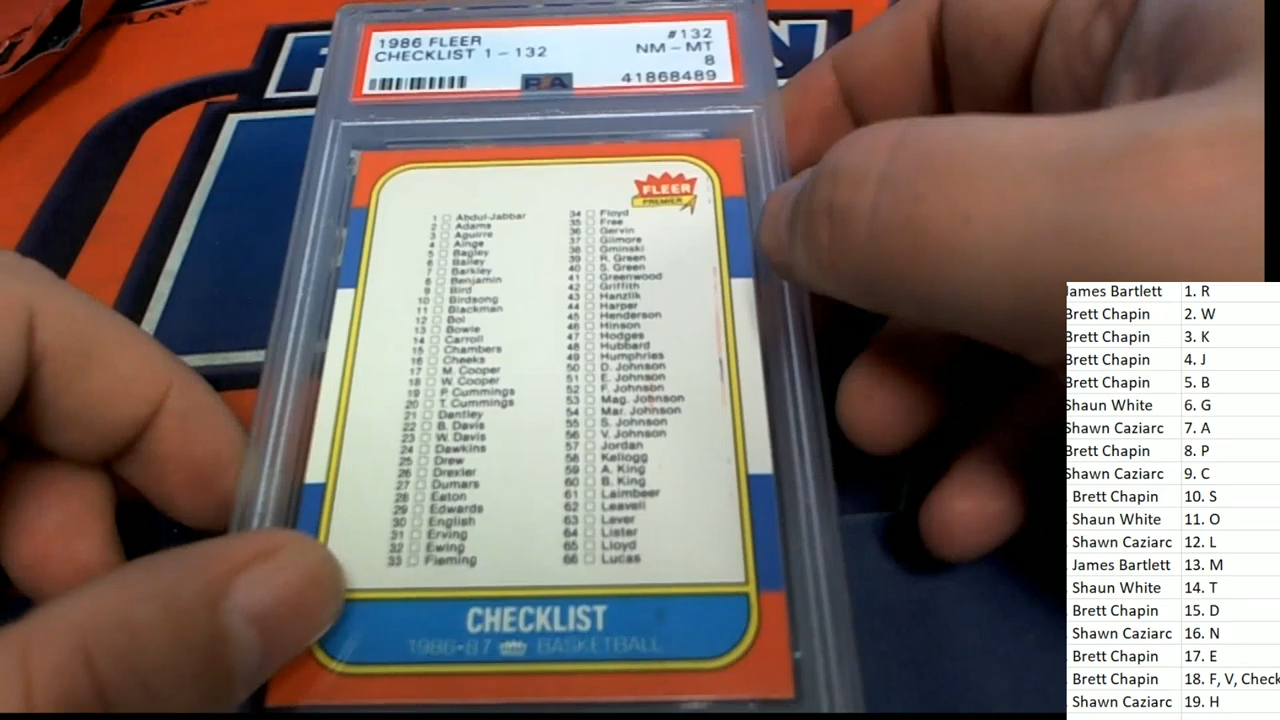 PLAY
1986 FLEER #132
CHECKLIST 1 - 132 NM - MT
8
PSA 41868489
FLEER
PREMIER
1 Abdul-Jabbar
2 Adams
3 Aguirre
4 Ainge
5 Bagley
6 Bailey
7 Barkley
8 Benjamin
9 Bird
10 Birdsong
11 Blackman
12 Bol
13 Bowie
14 Carroll
15 Chambers
16 Cheeks
17 M. Cooper
18 W. Cooper
19 P. Cummings
20 T. Cummings
21 Dantley
22 B. Davis
23 W. Davis
24 Dawkins
25 Drew
26 Drexler
27 Dumars
28 Eaton
29 Edwards
30 English
31 Erving
32 Ewing
33 Fleming
34 Floyd
35 Free
36 Gervin
37 Gilmore
38 Gminski
39 R. Green
40 S. Green
41 Greenwood
42 Griffith
43 Hanzlik
44 Harper
45 Henderson
46 Hinson
47 Hodges
48 Hubbard
49 Humphries
50 D. Johnson
51 E. Johnson
52 F. Johnson
53 Mag. Johnson
54 Mar. Johnson
55 S. Johnson
56 V. Johnson
57 Jordan
58 Kellogg
59 A. King
60 B. King
61 Laimbeer
62 Leavell
63 Lever
64 Lister
65 Lloyd
66 Lucas
CHECKLIST
1986-87 BASKETBALL
James Bartlett 1. R
Brett Chapin 2. W
Brett Chapin 3. K
Brett Chapin 4. J
Brett Chapin 5. B
Shaun White 6. G
Shawn Caziarc 7. A
Brett Chapin 8. P
Shawn Caziarc 9. C
Brett Chapin 10. S
Shaun White 11. O
Shawn Caziarc 12. L
James Bartlett 13. M
Shaun White 14. T
Brett Chapin 15. D
Shawn Caziarc 16. N
Brett Chapin 17. E
Brett Chapin 18. F, V, Check
Shawn Caziarc 19. H